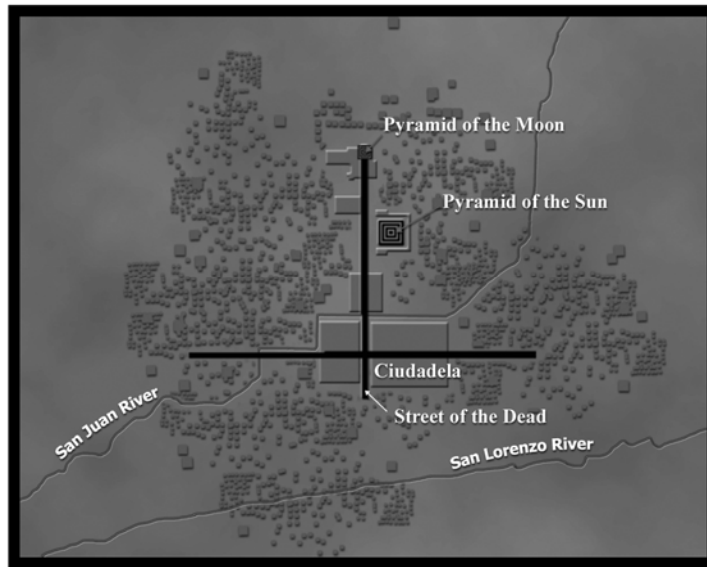 Pyramid of the Moon
Pyramid of the Sun
Ciudadela
Street of the Dead
San Juan River
San Lorenzo River